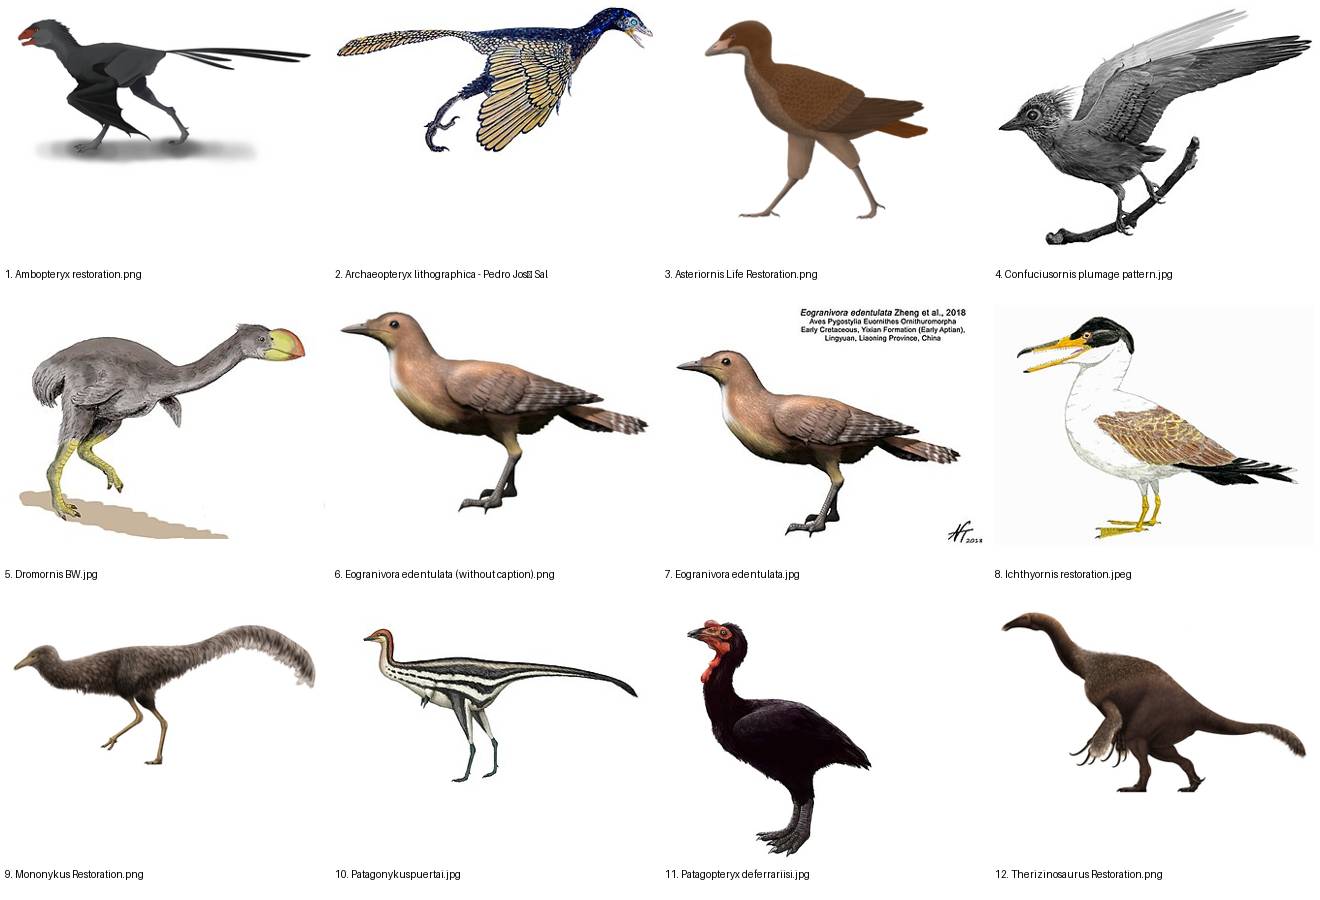 1. Ambopteryx restoration.png
2. Archaeopteryx lithographica - Pedro Jos Sal
3. Asteriornis Life Restoration.png
4. Confuciusornis plumage pattern.jpg
Eogranivora edentulata Zheng et al., 2018
Aves Pygostylia Euornithes Ornithuromorpha
Early Cretaceous, Yixian Formation (Early Aptian),
Lingyuan, Liaoning Province, China
2018
5. Dromornis BW.jpg
6. Eogranivora edentulata (without caption).png
7. Eogranivora edentulata.jpg
8. Ichthyornis restoration.jpeg
9. Mononykus Restoration.png
10. Patagonykuspuertai.jpg
11. Patagopteryx deferrariisi.jpg
12. Therizinosaurus Restoration.png